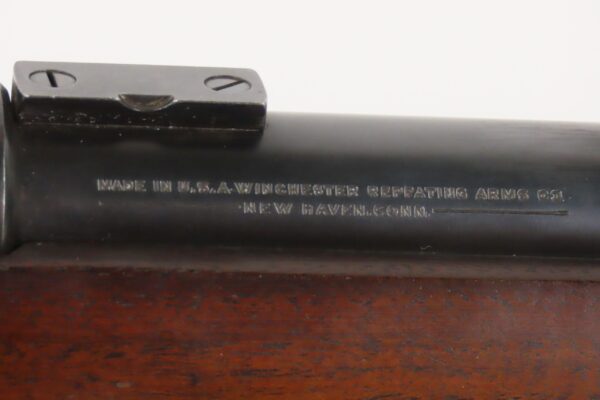 MADE IN U.S.A. WINCHESTER REPEATING ARMS CO.
·NEW HAVEN.CONN.